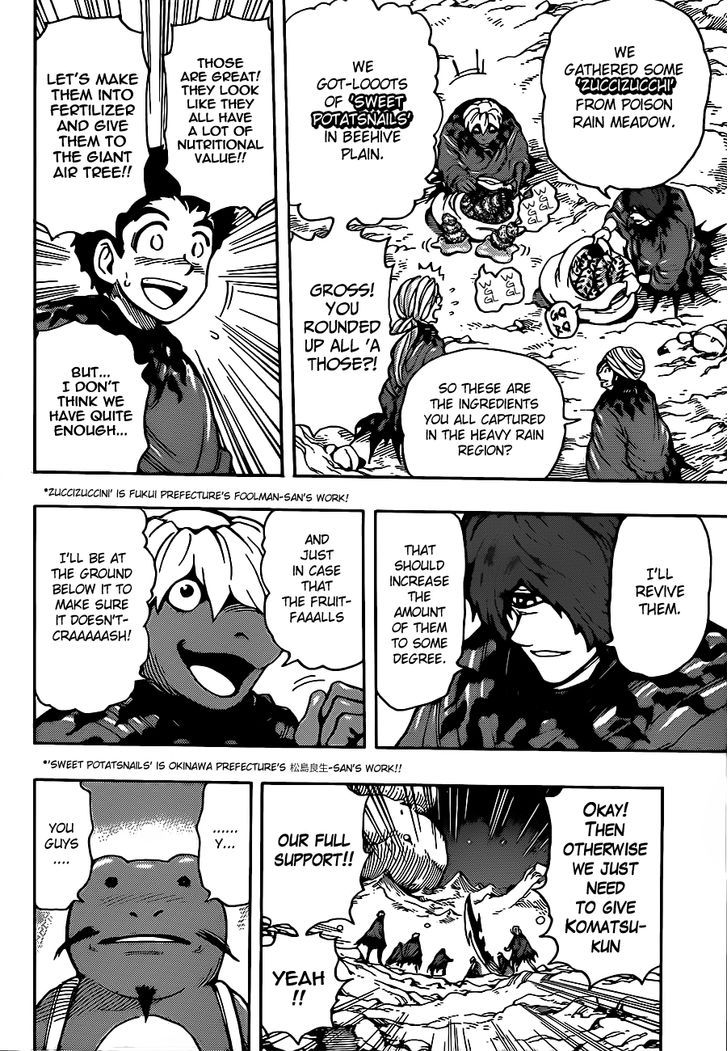 WE
GATHERED SOME
'ZUCCIZUCCHI'
FROM POISON
RAIN MEADOW.
WE
GOT-LOOOTS
OF 'SWEET
POTATSNAILS'
IN BEEHIVE
PLAIN.
GROSS!
YOU
ROUNDED
UP ALL 'A
THOSE?!
SO THESE ARE
THE INGREDIENTS
YOU ALL CAPTURED
IN THE HEAVY RAIN
REGION?
THOSE
ARE GREAT!
THEY LOOK
LIKE THEY
ALL HAVE
A LOT OF
NUTRITIONAL
VALUE!!
LET'S MAKE
THEM INTO
FERTILIZER
AND GIVE
THEM TO
THE GIANT
AIR TREE!!
BUT...
... I DON'T
THINK WE
HAVE QUITE
ENOUGH...
*'ZUCCIZUCCINI' IS FUKUI PREFECTURE'S FOOLMAN-SAN'S WORK!
I'LL
REVIVE
THEM.
THAT
SHOULD
INCREASE
THE
AMOUNT
OF THEM
TO SOME
DEGREE.
AND
JUST
IN CASE
THAT
THE FRUIT-
FAAALLS
I'LL BE AT
THE GROUND
BELOW IT TO
MAKE SURE
IT DOESN'T-
CRAAAAASH!
*'SWEET POTATSNAILS' IS OKINAWA PREFECTURE'S 松島良生-SAN'S WORK!!
OKAY!
THEN
OTHERWISE
WE JUST
NEED
TO GIVE
KOMATSU-
KUN
OUR FULL
SUPPORT!!
YEAH
!!
......
Y...
YOU
GUYS
....